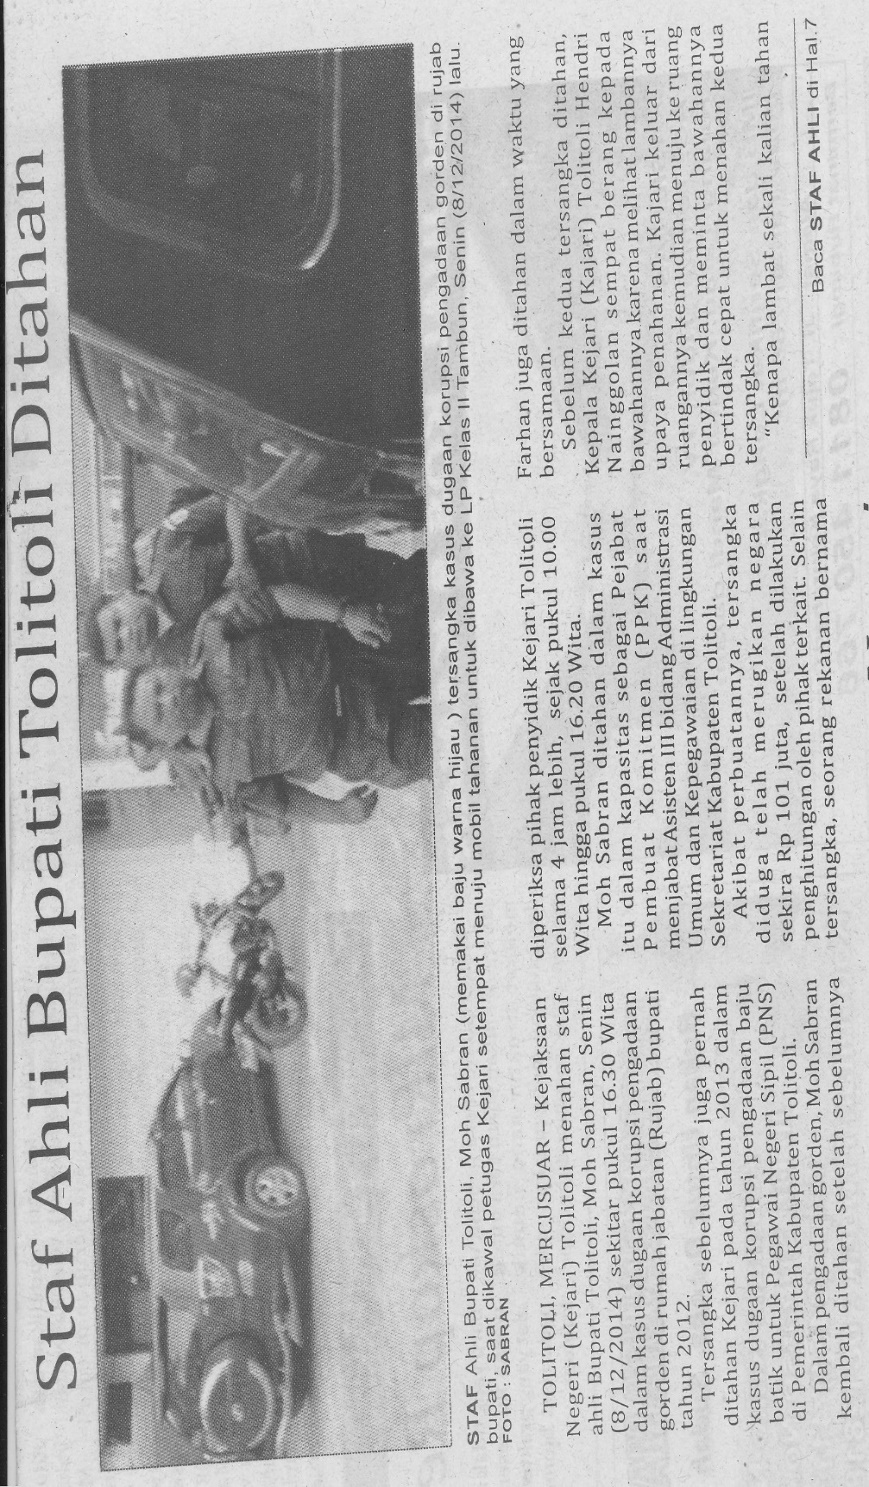 Staf Ahli Bupati Tolitoli Ditahan
STAF Ahli Bupati Tolitoli, Moh Sabran (memakai baju warna hijau ) tersangka kasus dugaan korupsi pengadaan gorden di rujab
bupati, saat dikawal petugas Kejari setempat menuju mobil tahanan untuk dibawa ke LP Kelas II Tambun, Senin (8/12/2014) lalu.
FOTO : SABRAN
TOLITOLI, MERCUSUAR – Kejaksaan
Negeri (Kejari) Tolitoli menahan staf
ahli Bupati Tolitoli, Moh Sabran, Senin
(8/12/2014) sekitar pukul 16.30 Wita
dalam kasus dugaan korupsi pengadaan
gorden di rumah jabatan (Rujab) bupati
tahun 2012.
Tersangka sebelumnya juga pernah
ditahan Kejari pada tahun 2013 dalam
kasus dugaan korupsi pengadaan baju
batik untuk Pegawai Negeri Sipil (PNS)
di Pemerintah Kabupaten Tolitoli.
Dalam pengadaan gorden, Moh Sabran
kembali ditahan setelah sebelumnya
diperiksa pihak penyidik Kejari Tolitoli
selama 4 jam lebih, sejak pukul 10.00
Wita hingga pukul 16.20 Wita.
Moh Sabran ditahan dalam kasus
itu dalam kapasitas sebagai Pejabat
Pembuat Komitmen (PPK) saat
menjabat Asisten III bidang Administrasi
Umum dan Kepegawaian di lingkungan
Sekretariat Kabupaten Tolitoli.
Akibat perbuatannya, tersangka
diduga telah merugikan negara
sekira Rp 101 juta, setelah dilakukan
penghitungan oleh pihak terkait. Selain
tersangka, seorang rekanan bernama
Farhan juga ditahan dalam waktu yang
bersamaan.
Sebelum kedua tersangka ditahan,
Kepala Kejari (Kajari) Tolitoli Hendri
Nainggolan sempat berang kepada
bawahannya karena melihat lambannya
upaya penahanan. Kajari keluar dari
ruangannya kemudian menuju ke ruang
penyidik dan meminta bawahannya
bertindak cepat untuk menahan kedua
tersangka.
“Kenapa lambat sekali kalian tahan
Baca STAF AHLI di Hal.7